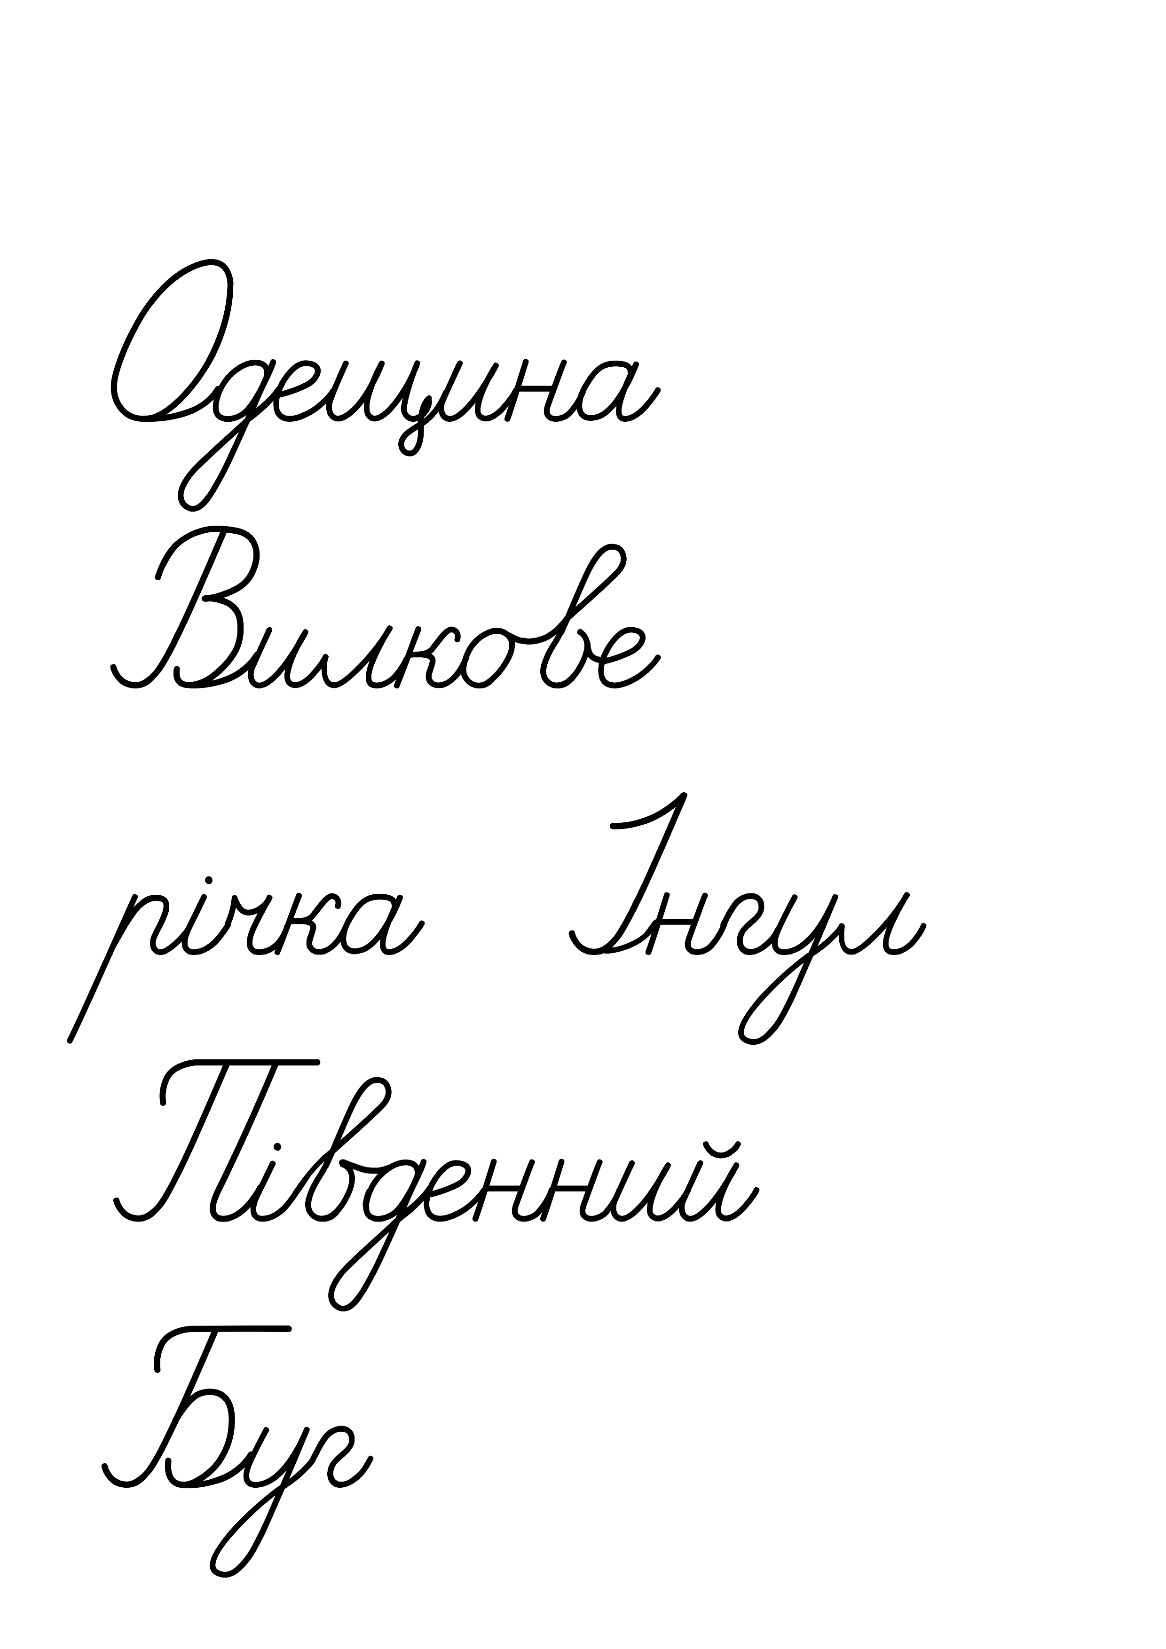 Одещина
Вилкове
річка Інгул
Південний
Буг